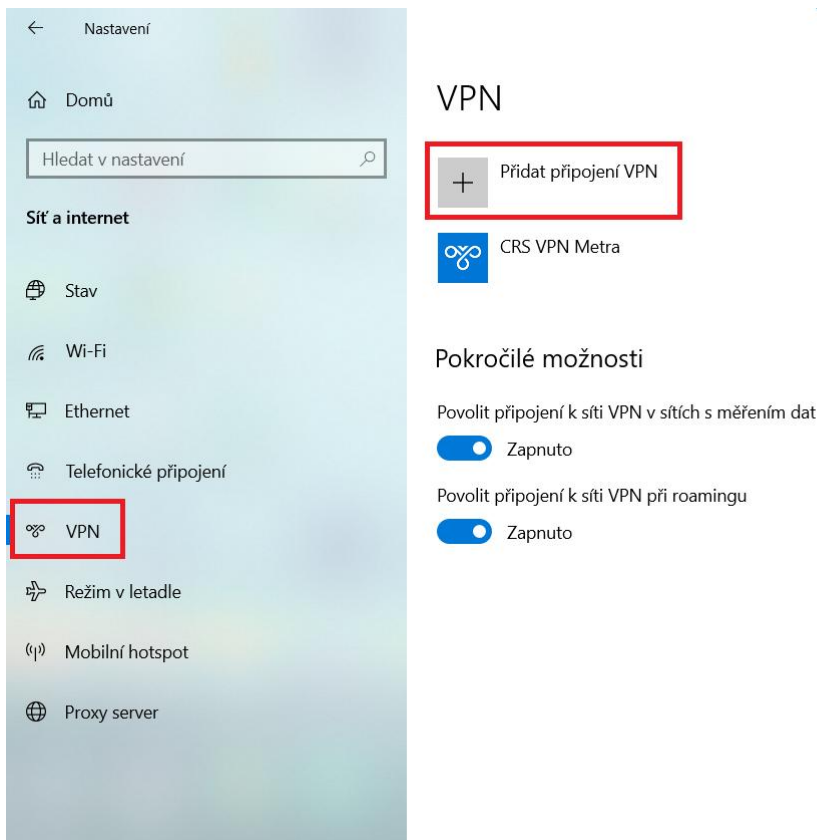 Nastavení
Domů
Hledat v nastavení
Síť a internet
Stav
Wi-Fi
Ethernet
Telefonické připojení
VPN
Režim v letadle
Mobilní hotspot
Proxy server
VPN
Přidat připojení VPN
CRS VPN Metra
Pokročilé možnosti
Povolit připojení k síti VPN v sítích s měřením dat
Zapnuto
Povolit připojení k síti VPN při roamingu
Zapnuto